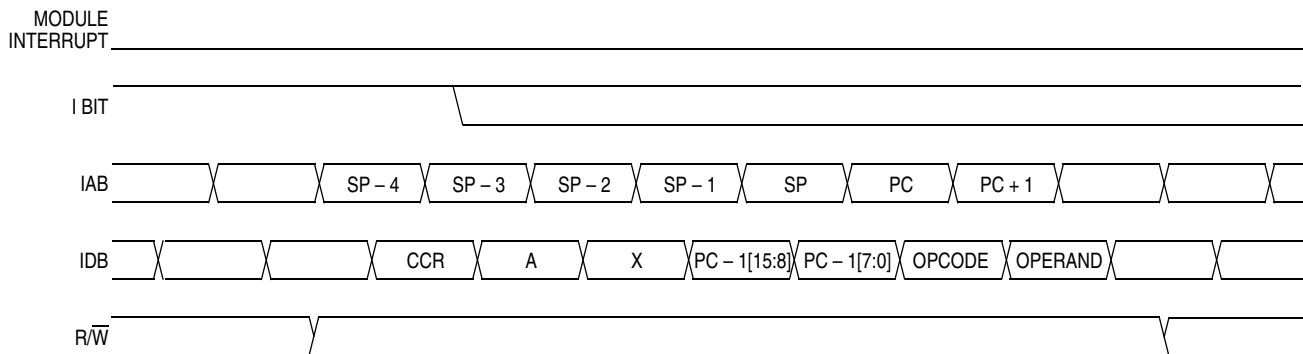 MODULE
INTERRUPT
I BIT
IAB SP – 4 SP – 3 SP – 2 SP – 1 SP PC PC + 1
IDB CCR A X PC – 1[15:8] PC – 1[7:0] OPCODE OPERAND
R/W̅